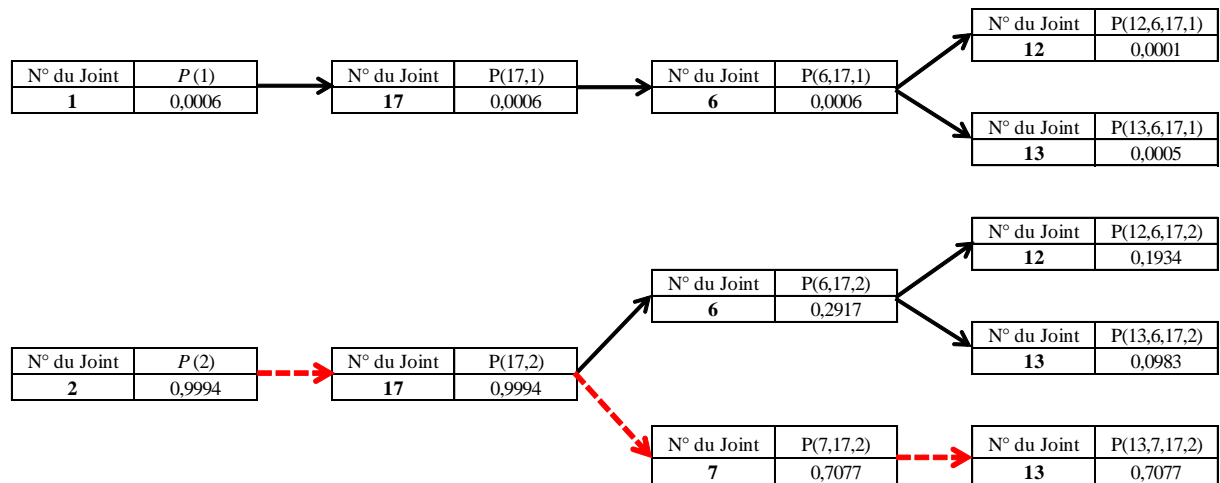 N° du Joint P(12,6,17,1)
12 0,0001
N° du Joint P(1) N° du Joint P(17,1) N° du Joint P(6,17,1)
1 0,0006 17 0,0006 6 0,0006
N° du Joint P(13,6,17,1)
13 0,0005
N° du Joint P(12,6,17,2)
12 0,1934
N° du Joint P(6,17,2)
6 0,2917
N° du Joint P(13,6,17,2)
13 0,0983
N° du Joint P(2) N° du Joint P(17,2)
2 0,9994 17 0,9994
N° du Joint P(7,17,2) N° du Joint P(13,7,17,2)
7 0,7077 13 0,7077